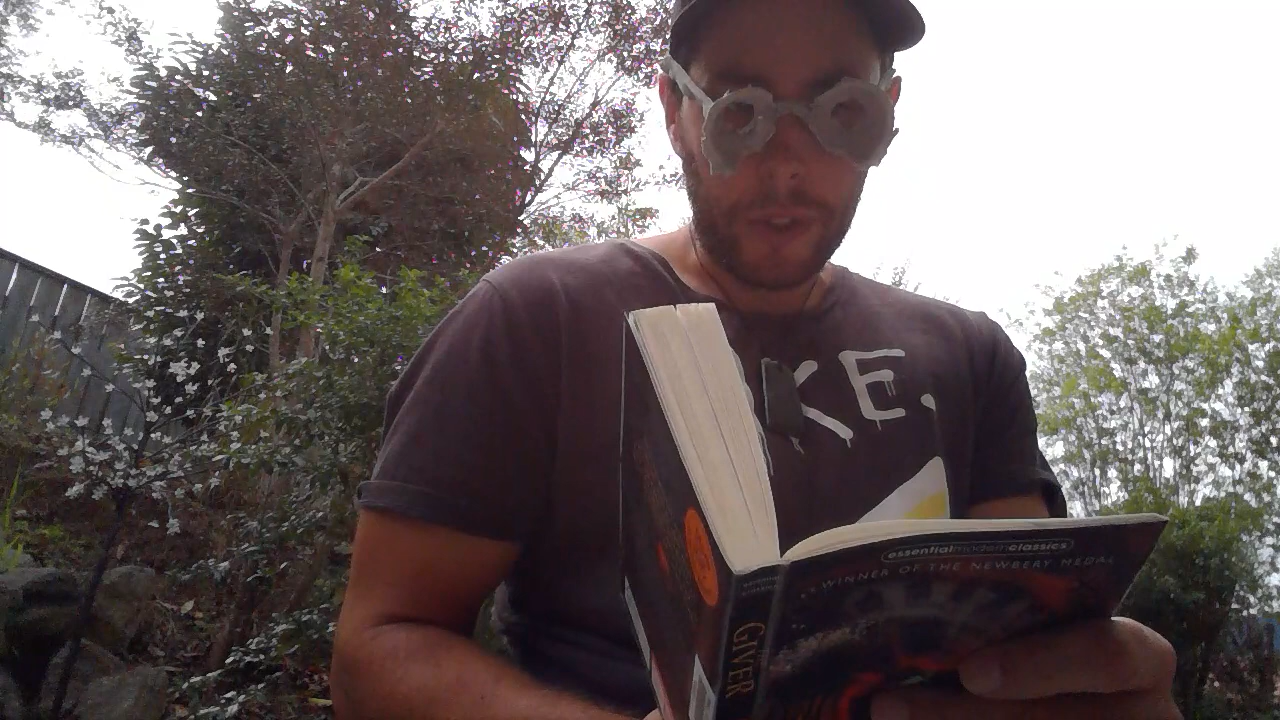 KE.
essentialmodernclassics
WINNER OF THE NEWBERY MEDAL
GIVER